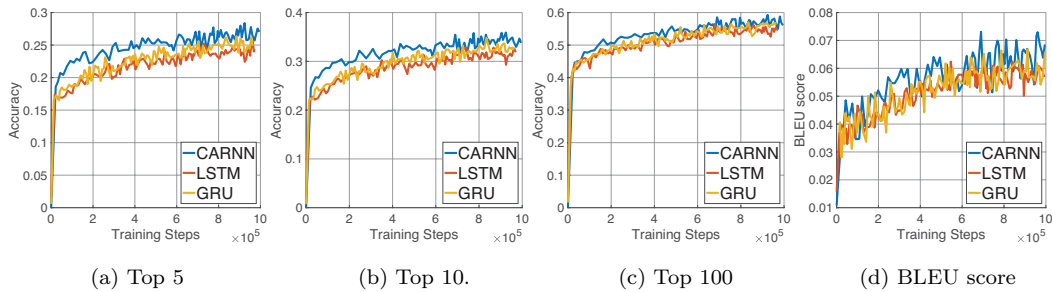 0.3
0.25
0.2
0.15
0.1
0.05
0
Accuracy
CARNN
LSTM
GRU
0 2 4 6 8 10
Training Steps ×10^5
(a) Top 5
0.4
0.3
0.1
0
Accuracy
CARNN
LSTM
GRU
0 2 4 6 8 10
Training Steps ×10^5
(b) Top 10.
0.6
0.5
0.4
0.3
0.2
0.1
0
Accuracy
CARNN
LSTM
GRU
0 2 4 6 8 10
Training Steps ×10^5
(c) Top 100
0.08
0.07
0.06
0.05
0.04
0.03
0.02
0.01
BLEU score
CARNN
LSTM
GRU
0 2 4 6 8 10
Training Steps ×10^5
(d) BLEU score